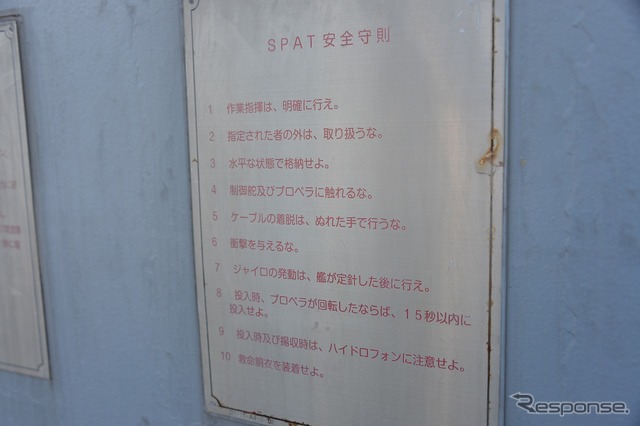 SPAT安全守則
1 作業指揮は、明確に行え。
2 指定された者の外は、取り扱うな。
3 水平な状態で格納せよ。
4 制御舵及びプロペラに触れるな。
5 ケーブルの着脱は、ぬれた手で行うな。
6 衝撃を与えるな。
7 ジャイロの発動は、艦が定針した後に行え。
8 投入時、プロペラが回転したならば、15秒以内に
投入せよ。
9 投入時及び揚収時は、ハイドロフォンに注意せよ。
10 救命胴衣を装着せよ。
Response.